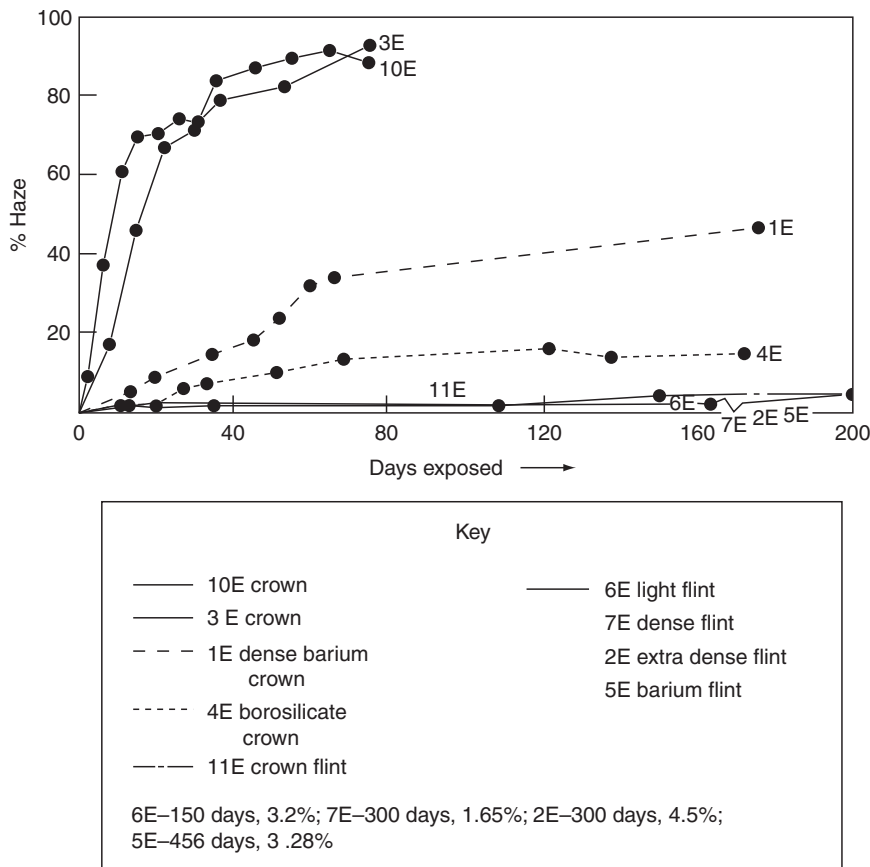 100
80
60
40
20
% Haze
3E
10E
1E
4E
11E
6E
7E 2E 5E
0 40 80 120 160 200
Days exposed
Key
10E crown
3 E crown
1E dense barium
crown
4E borosilicate
crown
11E crown flint
6E light flint
7E dense flint
2E extra dense flint
5E barium flint
6E–150 days, 3.2%; 7E–300 days, 1.65%; 2E–300 days, 4.5%;
5E–456 days, 3 .28%